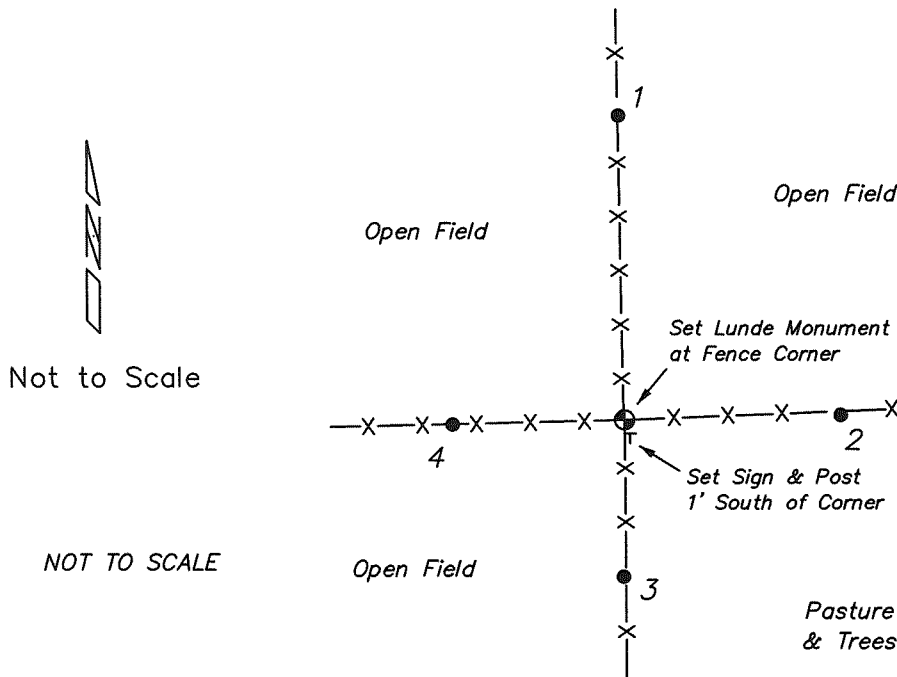 1
Open Field
Open Field
N
Set Lunde Monument
at Fence Corner
Not to Scale
4
2
Set Sign & Post
1' South of Corner
NOT TO SCALE
Open Field
3
Pasture
& Trees